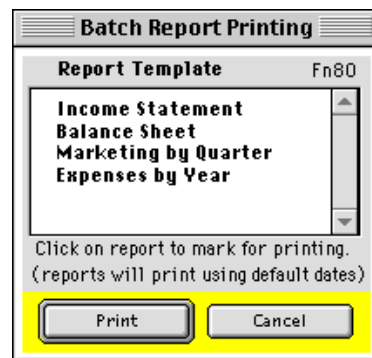 Batch Report Printing
Report Template Fn80
Income Statement
Balance Sheet
Marketing by Quarter
Expenses by Year
Click on report to mark for printing.
(reports will print using default dates)
Print Cancel